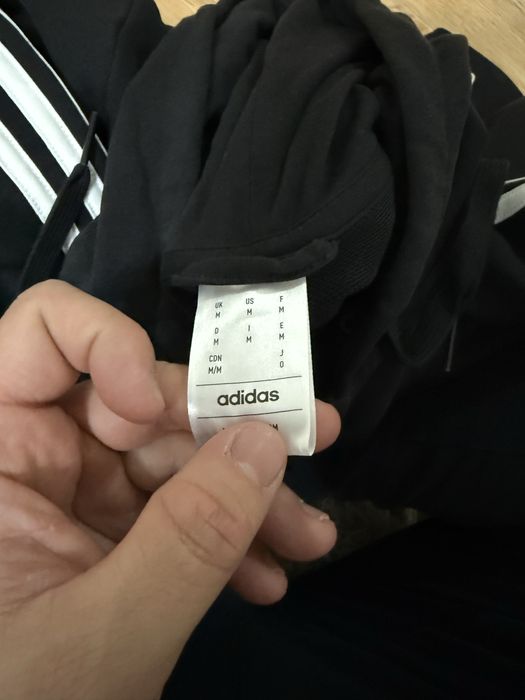 UK US F
M M M
D I E
M M M
CDN J
M/M O
adidas